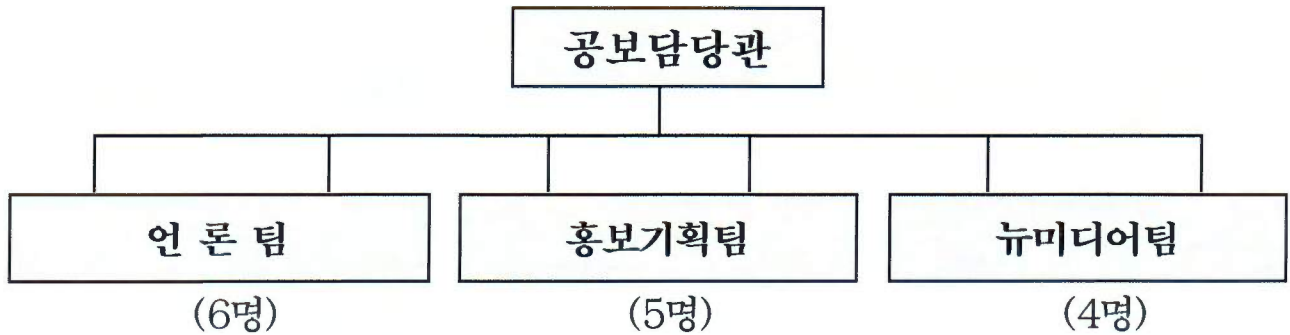 공보담당관
언 론 팀
홍보기획팀
뉴미디어팀
(6명)
(5명)
(4명)